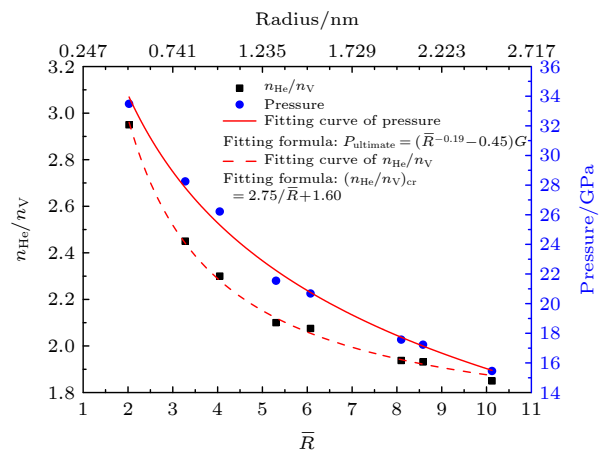 Radius/nm
0.247 0.741 1.235 1.729 2.223 2.717
3.2 3.0 2.8 2.6 2.4 2.2 2.0 1.8
n_He/n_V
n_He/n_V
Pressure
Fitting curve of pressure
Fitting formula: P_ultimate = (R̅^−0.19−0.45)G
Fitting curve of n_He/n_V
Fitting formula: (n_He/n_V)_cr
= 2.75/R̅+1.60
36 34 32 30 28 26 24 22 20 18 16 14
Pressure/GPa
1 2 3 4 5 6 7 8 9 10 11
R̅